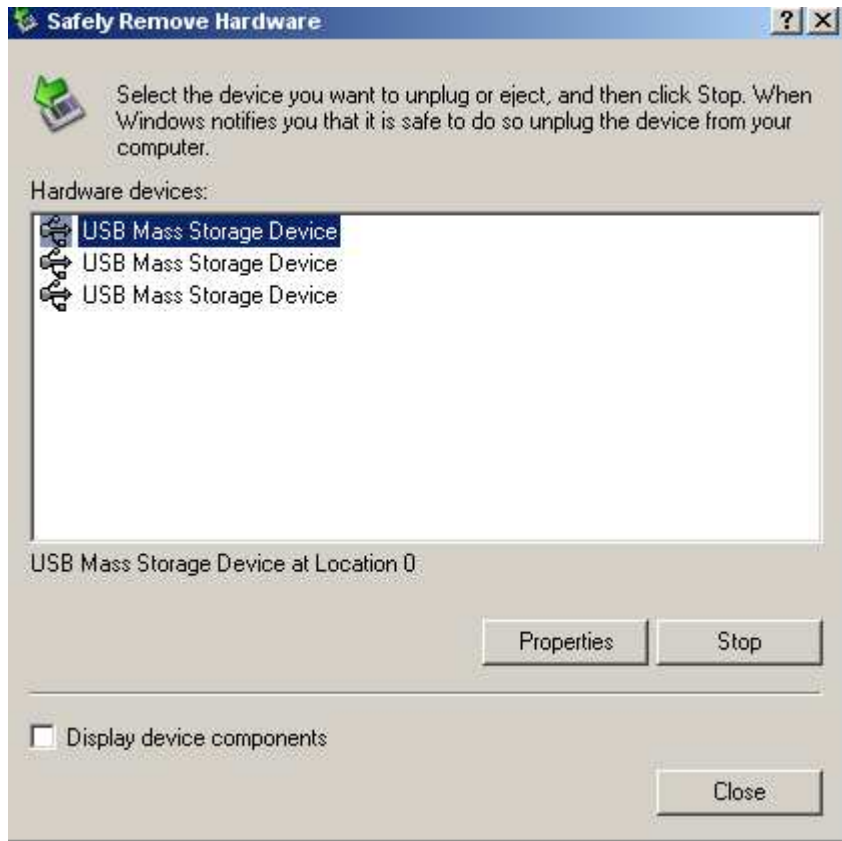 Safely Remove Hardware
Select the device you want to unplug or eject, and then click Stop. When
Windows notifies you that it is safe to do so unplug the device from your
computer.
Hardware devices:
USB Mass Storage Device
USB Mass Storage Device
USB Mass Storage Device
USB Mass Storage Device at Location 0
Properties Stop
Display device components
Close